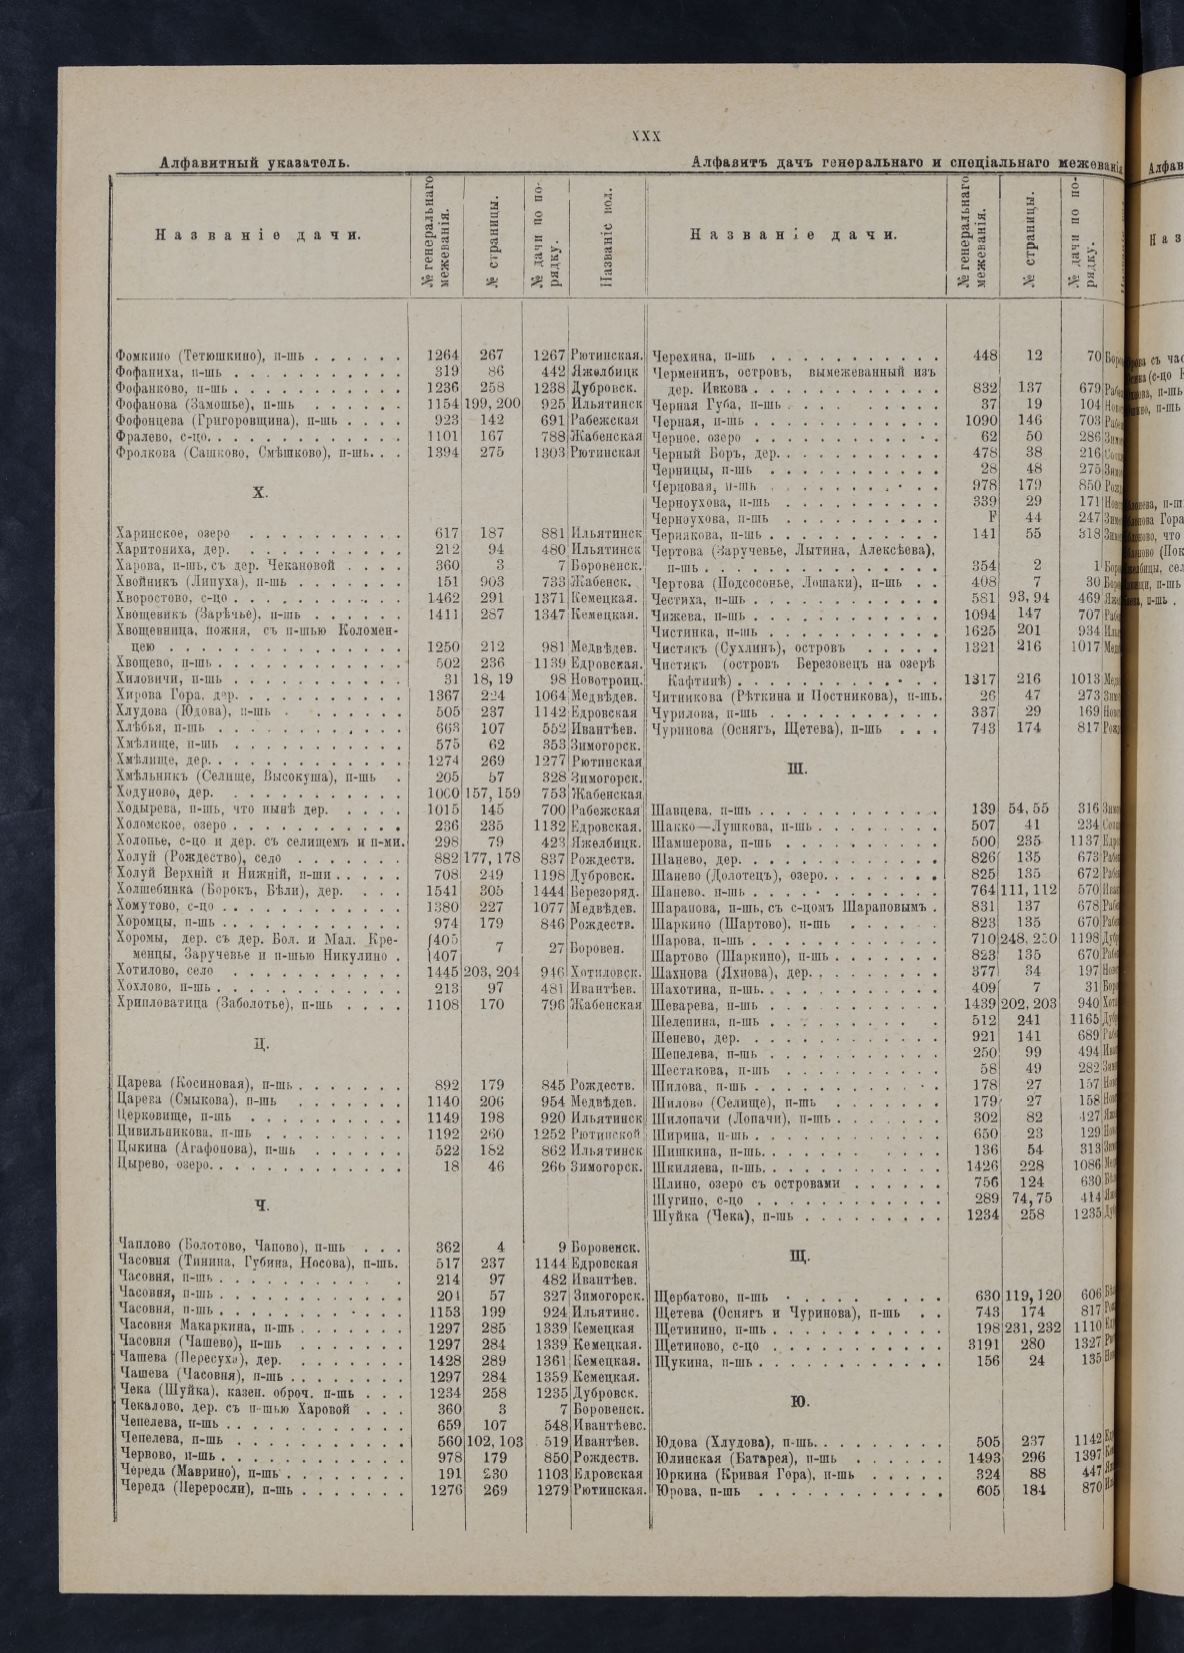 XXX
Алфавитный указатель.
Алфавитъ дачъ генеральнаго и спеціальнаго межеванія
Названіе дачи.
№ генеральнаго межеванія.
№ страницы.
№ дачи по порядку.
Названіе вол.
Фомкино (Тетюшкино), п-шь . . . . . . 1264 267 1267 Рютинская.
Фофаниха, п-шь . . . . . . . . . . 319 86 442 Яжелбицк
Фофанково, п-шь . . . . . . . . . . 1236 258 1238 Дубровск.
Фофанова (Замошье), п-шь . . . . . . 1154 199, 200 925 Ильятинск
Фофонцева (Григоровщина), п-шь . . . . 923 142 691 Рабежская
Фралево, с-цо. . . . . . . . . . . 1101 167 788 Жабенская
Фролкова (Сашково, Смѣшково), п-шь. . . 1394 275 1303 Рютинская
Х.
Харинское, озеро . . . . . . . . . 617 187 881 Ильятинск
Харитониха, дер. . . . . . . . . . 212 94 480 Ильятинск
Харова, п-шь, съ дер. Чекановой . . . . 360 3 7 Боровенск.
Хвойникъ (Липуха), п-шь . . . . . . . 151 903 733 Жабенск.
Хворостово, с-цо . . . . . . . . . 1462 291 1371 Кемецкая.
Хвощевикъ (Зарѣчье), п-шь . . . . . . 1411 287 1347 Кемецкая.
Хвощевница, пожня, съ п-шью Коломен-
цею . . . . . . . . . . . . . 1250 212 981 Медвѣдев.
Хвощево, п-шь . . . . . . . . . . . 502 236 1139 Едровская.
Хиловичи, п-шь . . . . . . . . . . 31 18, 19 98 Новотроиц.
Хирова Гора, дер. . . . . . . . . . 1367 224 1064 Медвѣдев.
Хлудова (Юдова), п-шь . . . . . . . 505 237 1142 Едровская
Хлѣбья, п-шь . . . . . . . . . . . 663 107 552 Ивантѣев.
Хмѣлище, п-шь . . . . . . . . . . 575 62 353 Зимогорск.
Хмѣлище, дер. . . . . . . . . . . . 1274 269 1277 Рютинская
Хмѣльникъ (Селище, Высокуша), п-шь . 205 57 328 Зимогорск.
Ходуново, дер. . . . . . . . . . . 1060 157, 159 753 Жабенская
Ходырева, п-шь, что нынѣ дер. . . . . 1015 145 700 Рабежская
Холомское, озеро . . . . . . . . . . 236 235 1132 Едровская.
Холопье, с-цо и дер. съ селищемъ и п-ми. 298 79 423 Яжелбицк.
Холуй (Рождество), село . . . . . . . 882 177, 178 837 Рождеств.
Холуй Верхній и Нижній, п-ши . . . . . 708 249 1198 Дубровск.
Холщебинка (Борокъ, Бѣли), дер. . . . 1541 305 1444 Березоряд.
Хомутово, с-цо . . . . . . . . . . . 1380 227 1077 Медвѣдев.
Хоромцы, п-шь . . . . . . . . . . . 974 179 846 Рождеств.
Хоромы, дер. съ дер. Бол. и Мал. Кре- {405
менцы, Заручевье и п-шью Никулино . {407 7 27 Боровен.
Хотилово, село . . . . . . . . . . 1445 203, 204 946 Хотиловск.
Хохлово, п-шь . . . . . . . . . . . 213 97 481 Ивантѣев.
Хрипловатица (Заболотье), п-шь . . . . 1108 170 796 Жабенская
Ц.
Царева (Косиновая), п-шь . . . . . . . 892 179 845 Рождеств.
Царева (Смыкова), п-шь . . . . . . . 1140 206 954 Медвѣдев.
Церковище, п-шь . . . . . . . . . . 1149 198 920 Ильятинск
Цивильникова, п-шь . . . . . . . . . 1192 260 1252 Рютинской
Цыкина (Агафонова), п-шь . . . . . . 522 182 862 Ильятинск
Цырево, озеро. . . . . . . . . . . . 18 46 266 Зимогорск.
Ч.
Чаплово (Болотово, Чапово), п-шь . . . 362 4 9 Боровенск.
Часовня (Тинина, Губина, Носова), п-шь. 517 237 1144 Едровская
Часовня, п-шь . . . . . . . . . . . 214 97 482 Ивантѣев.
Часовня, п-шь . . . . . . . . . . . 201 57 327 Зимогорск.
Часовня, п-шь . . . . . . . . . . . 1153 199 924 Ильятинс.
Часовня Макаркина, п-шь . . . . . . . 1297 285 1339 Кемецкая
Часовня (Чашево), п-шь . . . . . . . 1297 284 1339 Кемецкая.
Чашева (Пересуха), дер. . . . . . . . 1428 289 1361 Кемецкая.
Чашева (Часовня), п-шь . . . . . . . . 1297 284 1359 Кемецкая.
Чека (Шуйка), казен. оброч. п-шь . . . 1234 258 1235 Дубровск.
Чекалово, дер. съ п-шью Харовой . . . 360 3 7 Боровенск.
Чепелева, п-шь . . . . . . . . . . . 659 107 548 Ивантѣевс.
Чепелева, п-шь . . . . . . . . . . 560 102, 103 519 Ивантѣев.
Червово, п-шь . . . . . . . . . . . 978 179 850 Рождеств.
Череда (Маврино), п-шь . . . . . . . . 191 230 1103 Едровская
Череда (Переросли), п-шь . . . . . . . 1276 269 1279 Рютинская.
Названіе дачи.
№ генеральнаго межеванія.
№ страницы.
№ дачи по порядку.
Черехина, п-шь . . . . . . . . . . . 448 12 70
Черменинъ, островъ, вымежеванный изъ
дер. Ивкова . . . . . . . . . . . 832 137 679
Черная Губа, п-шь . . . . . . . . . 37 19 104
Черная, п-шь . . . . . . . . . . . . 1090 146 703
Черное, озеро . . . . . . . . . . . 62 50 286
Черный Боръ, дер. . . . . . . . . . 478 38 216
Черницы, п-шь . . . . . . . . . . . 28 48 275
Черновая, п-шь . . . . . . . . . . 978 179 850
Черноухова, п-шь . . . . . . . . . . 339 29 171
Черноухова, п-шь . . . . . . . . . . F 44 247
Чернякова, п-шь . . . . . . . . . . 141 55 318
Чертова (Заручевье, Лытина, Алексѣева),
п-шь . . . . . . . . . . . . . . 354 2 1
Чертова (Подсосонье, Лошаки), п-шь . . 408 7 30
Честиха, п-шь . . . . . . . . . . . 581 93, 94 469
Чижева, п-шь . . . . . . . . . . . . 1094 147 707
Чистинка, п-шь . . . . . . . . . . . 1625 201 934
Чистякъ (Сухлинъ), островъ . . . . . 1321 216 1017
Чистякъ (островъ Березовецъ на озерѣ
Кафтинѣ) . . . . . . . . . . . . 1317 216 1013
Читникова (Рѣткина и Постникова), п-шь. 26 47 273
Чурилова, п-шь . . . . . . . . . . . 337 29 169
Чуринова (Оснягъ, Щетева), п-шь . . . 743 174 817
Ш.
Шавцева, п-шь . . . . . . . . . . . 139 54, 55 316
Шакко—Лушкова, п-шь . . . . . . . . 507 41 234
Шамшерова, п-шь . . . . . . . . . . 500 235 1137
Шанево, дер. . . . . . . . . . . . . 826 135 673
Шанево (Долотецъ), озеро. . . . . . . . 825 135 672
Шанево, п-шь . . . . . . . . . . . 764 111, 112 570
Шарапова, п-шь, съ с-цомъ Шараповымъ . 831 137 678
Шаркино (Шартово), п-шь . . . . . . 823 135 670
Шарова, п-шь . . . . . . . . . . . . 710 248, 250 1198
Шартово (Шаркино), п-шь . . . . . . . 823 135 670
Шахнова (Яхнова), дер. . . . . . . . . 377 34 197
Шахотина, п-шь. . . . . . . . . . . 409 7 31
Шеварева, п-шь . . . . . . . . . . . 1439 202, 203 940
Шелепина, п-шь . . . . . . . . . . 512 241 1165
Шенево, дер. . . . . . . . . . . . . 921 141 689
Шепелева, п-шь . . . . . . . . . . . 250 99 494
Шестакова, п-шь . . . . . . . . . . 58 49 282
Шилова, п-шь . . . . . . . . . . . . 178 27 157
Шилово (Селище), п-шь . . . . . . . 179 27 158
Шилопачи (Лопачи), п-шь . . . . . . . 302 82 427
Ширина, п-шь . . . . . . . . . . . . 650 23 129
Шишкина, п-шь. . . . . . . . . . . 136 54 313
Шкиляева, п-шь. . . . . . . . . . . 1426 228 1086
Шлино, озеро съ островами . . . . . . 756 124 630
Шугино, с-цо . . . . . . . . . . . . 289 74, 75 414
Шуйка (Чека), п-шь . . . . . . . . . 1234 258 1235
Щ.
Щербатово, п-шь . . . . . . . . . . 630 119, 120 606
Щетева (Оснягъ и Чуринова), п-шь . . 743 174 817
Щетинино, п-шь . . . . . . . . . . . 198 231, 232 1110
Щетиново, с-цо . . . . . . . . . . . 3191 280 1327
Щукина, п-шь . . . . . . . . . . . . 156 24 135
Ю.
Юдова (Хлудова), п-шь. . . . . . . . . 505 237 1142
Юлинская (Батарея), п-шь . . . . . . 1493 296 1397
Юркина (Кривая Гора), п-шь . . . . . 324 88 447
Юрова, п-шь . . . . . . . . . . . . 605 184 870